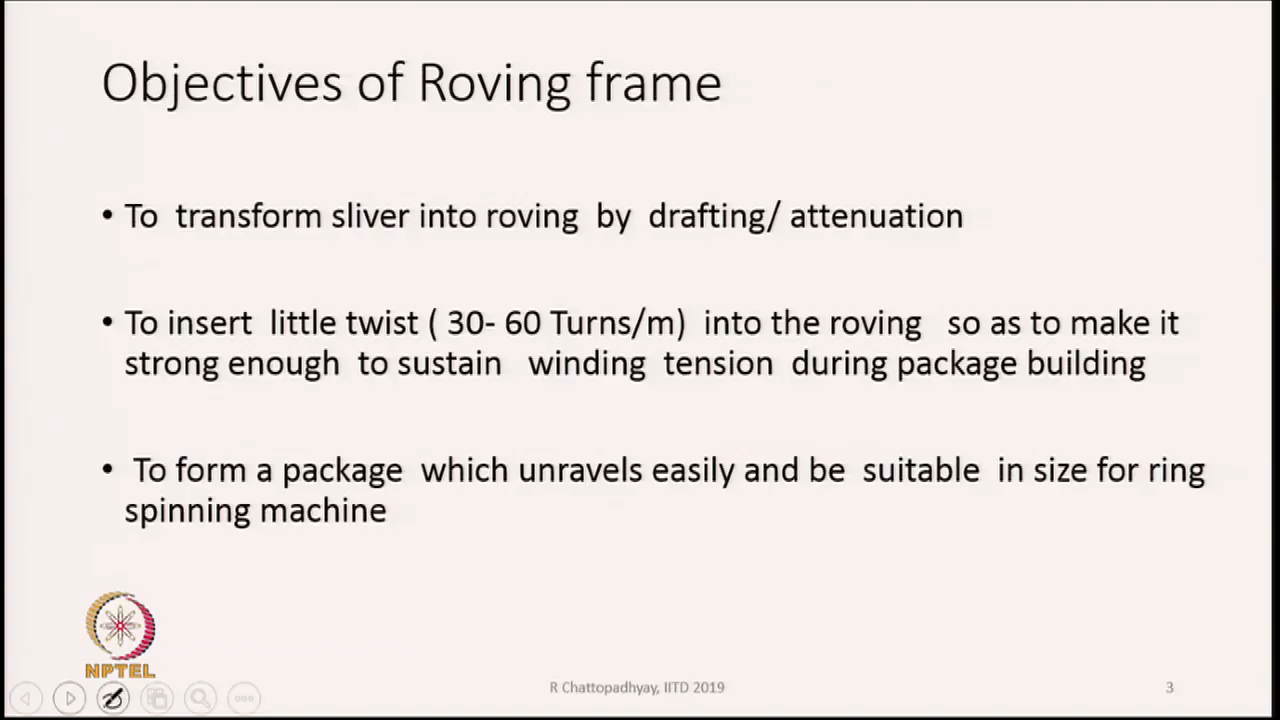 Objectives of Roving frame
• To transform sliver into roving by drafting/ attenuation
• To insert little twist ( 30- 60 Turns/m) into the roving so as to make it
strong enough to sustain winding tension during package building
• To form a package which unravels easily and be suitable in size for ring
spinning machine
NPTEL
R Chattopadhyay, IITD 2019
3